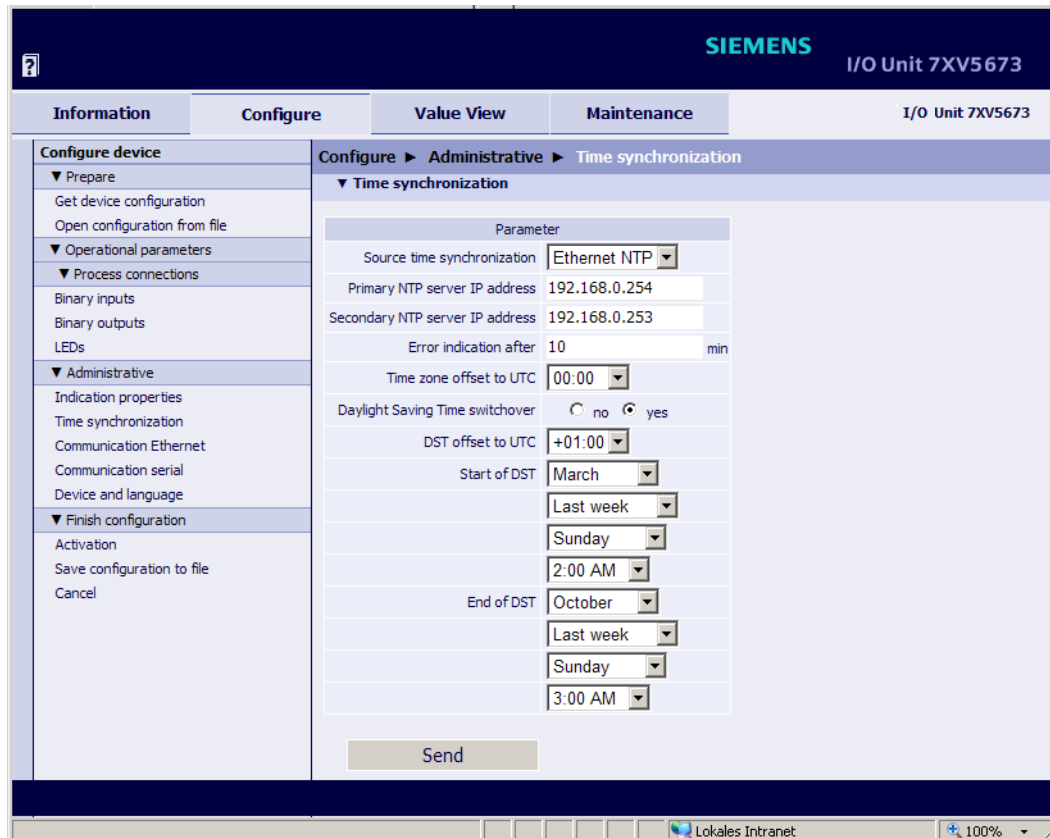 SIEMENS
?
I/O Unit 7XV5673
Information
Configure
Value View
Maintenance
I/O Unit 7XV5673
Configure device
▼ Prepare
Get device configuration
Open configuration from file
▼ Operational parameters
▼ Process connections
Binary inputs
Binary outputs
LEDs
▼ Administrative
Indication properties
Time synchronization
Communication Ethernet
Communication serial
Device and language
▼ Finish configuration
Activation
Save configuration to file
Cancel
Configure ► Administrative ► Time synchronization
▼ Time synchronization
Parameter
Source time synchronization Ethernet NTP
Primary NTP server IP address 192.168.0.254
Secondary NTP server IP address 192.168.0.253
Error indication after 10 min
Time zone offset to UTC 00:00
Daylight Saving Time switchover no yes
DST offset to UTC +01:00
Start of DST March
Last week
Sunday
2:00 AM
End of DST October
Last week
Sunday
3:00 AM
Send
Lokales Intranet
100%